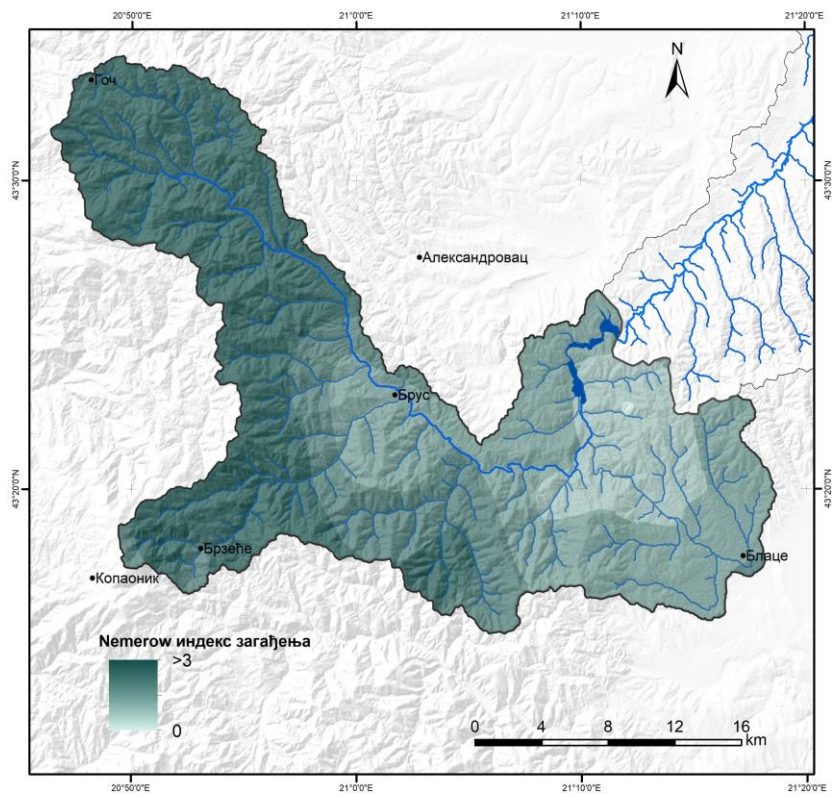 20°50'0"E 21°0'0"E 21°10'0"E 21°20'0"E
N
Гоч
43°30'0"N 43°30'0"N
Александровац
Брус
43°20'0"N 43°20'0"N
Брзеће
Блаце
Копаоник
Nemerow индекс загађења
>3
0
0 4 8 12 16
km
20°50'0"E 21°0'0"E 21°10'0"E 21°20'0"E